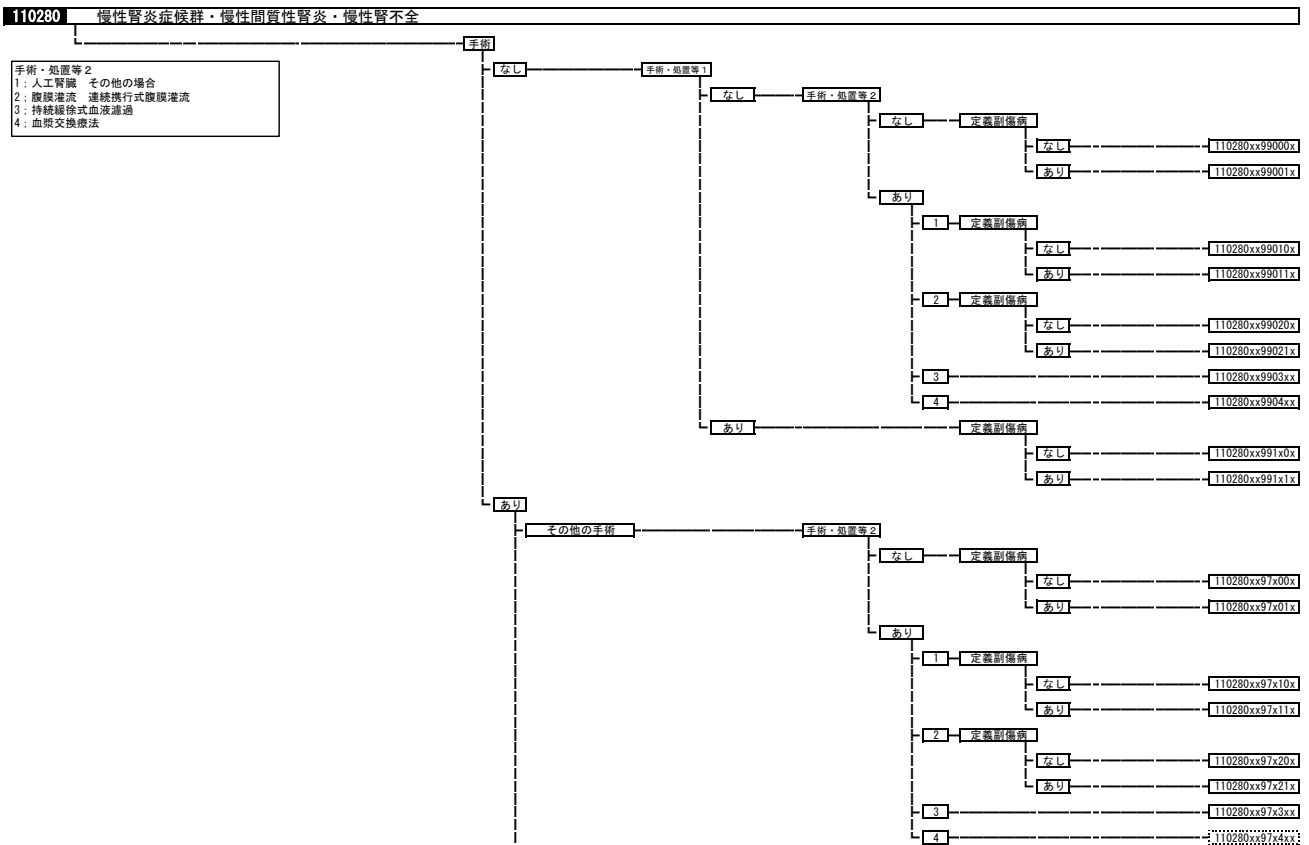 110280 慢性腎炎症候群・慢性間質性腎炎・慢性腎不全
手術
手術・処置等2
1;人工腎臓 その他の場合
2;腹膜灌流 連続携行式腹膜灌流
3;持続緩徐式血液濾過
4;血漿交換療法
なし 手術・処置等1
なし 手術・処置等2
なし 定義副傷病
なし 110280xx99000x
あり 110280xx99001x
あり
1 定義副傷病
なし 110280xx99010x
あり 110280xx99011x
2 定義副傷病
なし 110280xx99020x
あり 110280xx99021x
3 110280xx9903xx
4 110280xx9904xx
あり 定義副傷病
なし 110280xx991x0x
あり 110280xx991x1x
あり
その他の手術 手術・処置等2
なし 定義副傷病
なし 110280xx97x00x
あり 110280xx97x01x
あり
1 定義副傷病
なし 110280xx97x10x
あり 110280xx97x11x
2 定義副傷病
なし 110280xx97x20x
あり 110280xx97x21x
3 110280xx97x3xx
4 110280xx97x4xx